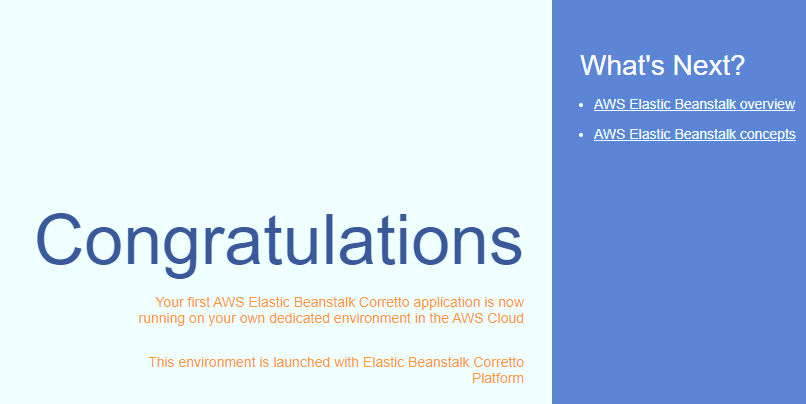 Congratulations
Your first AWS Elastic Beanstalk Corretto application is now
running on your own dedicated environment in the AWS Cloud
This environment is launched with Elastic Beanstalk Corretto
Platform
What's Next?
AWS Elastic Beanstalk overview
AWS Elastic Beanstalk concepts